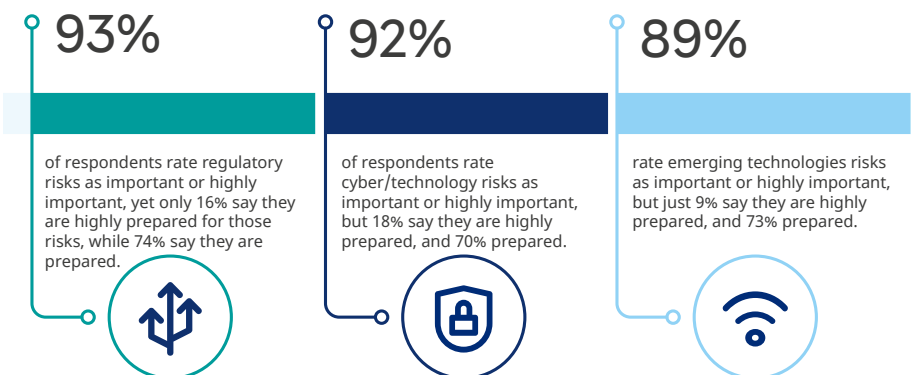 93%
of respondents rate regulatory
risks as important or highly
important, yet only 16% say they
are highly prepared for those
risks, while 74% say they are
prepared.
92%
of respondents rate
cyber/technology risks as
important or highly important,
but 18% say they are highly
prepared, and 70% prepared.
89%
rate emerging technologies risks
as important or highly important,
but just 9% say they are highly
prepared, and 73% prepared.